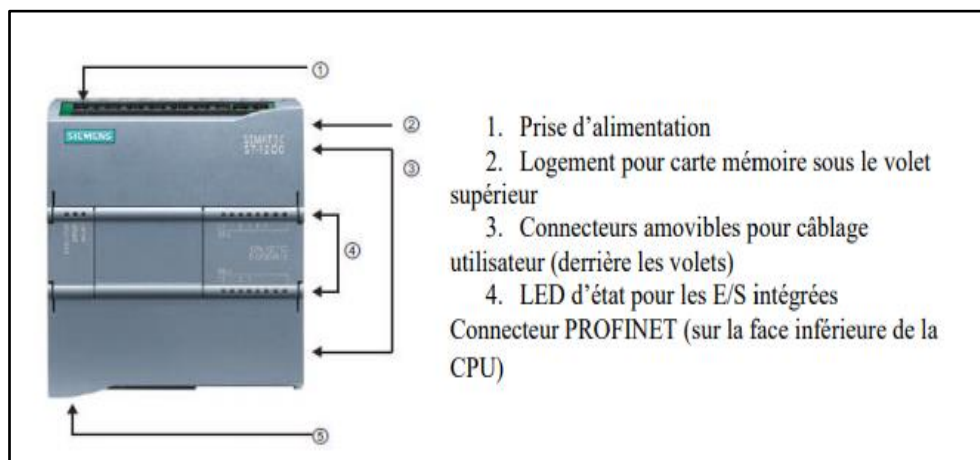 ①
②
③
④
⑤
SIEMENS
SIMATIC
S7-1200
1. Prise d’alimentation
2. Logement pour carte mémoire sous le volet
supérieur
3. Connecteurs amovibles pour câblage
utilisateur (derrière les volets)
4. LED d’état pour les E/S intégrées
Connecteur PROFINET (sur la face inférieure de la
CPU)